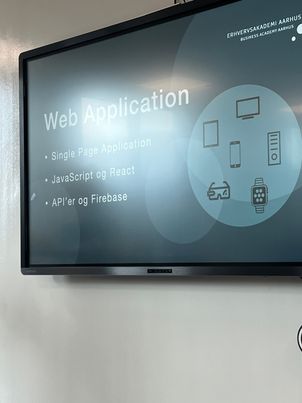 ERHVERVSAKADEMI AARHUS
BUSINESS ACADEMY AARHUS
Web Application
• Single Page Application
• JavaScript og React
• API'er og Firebase